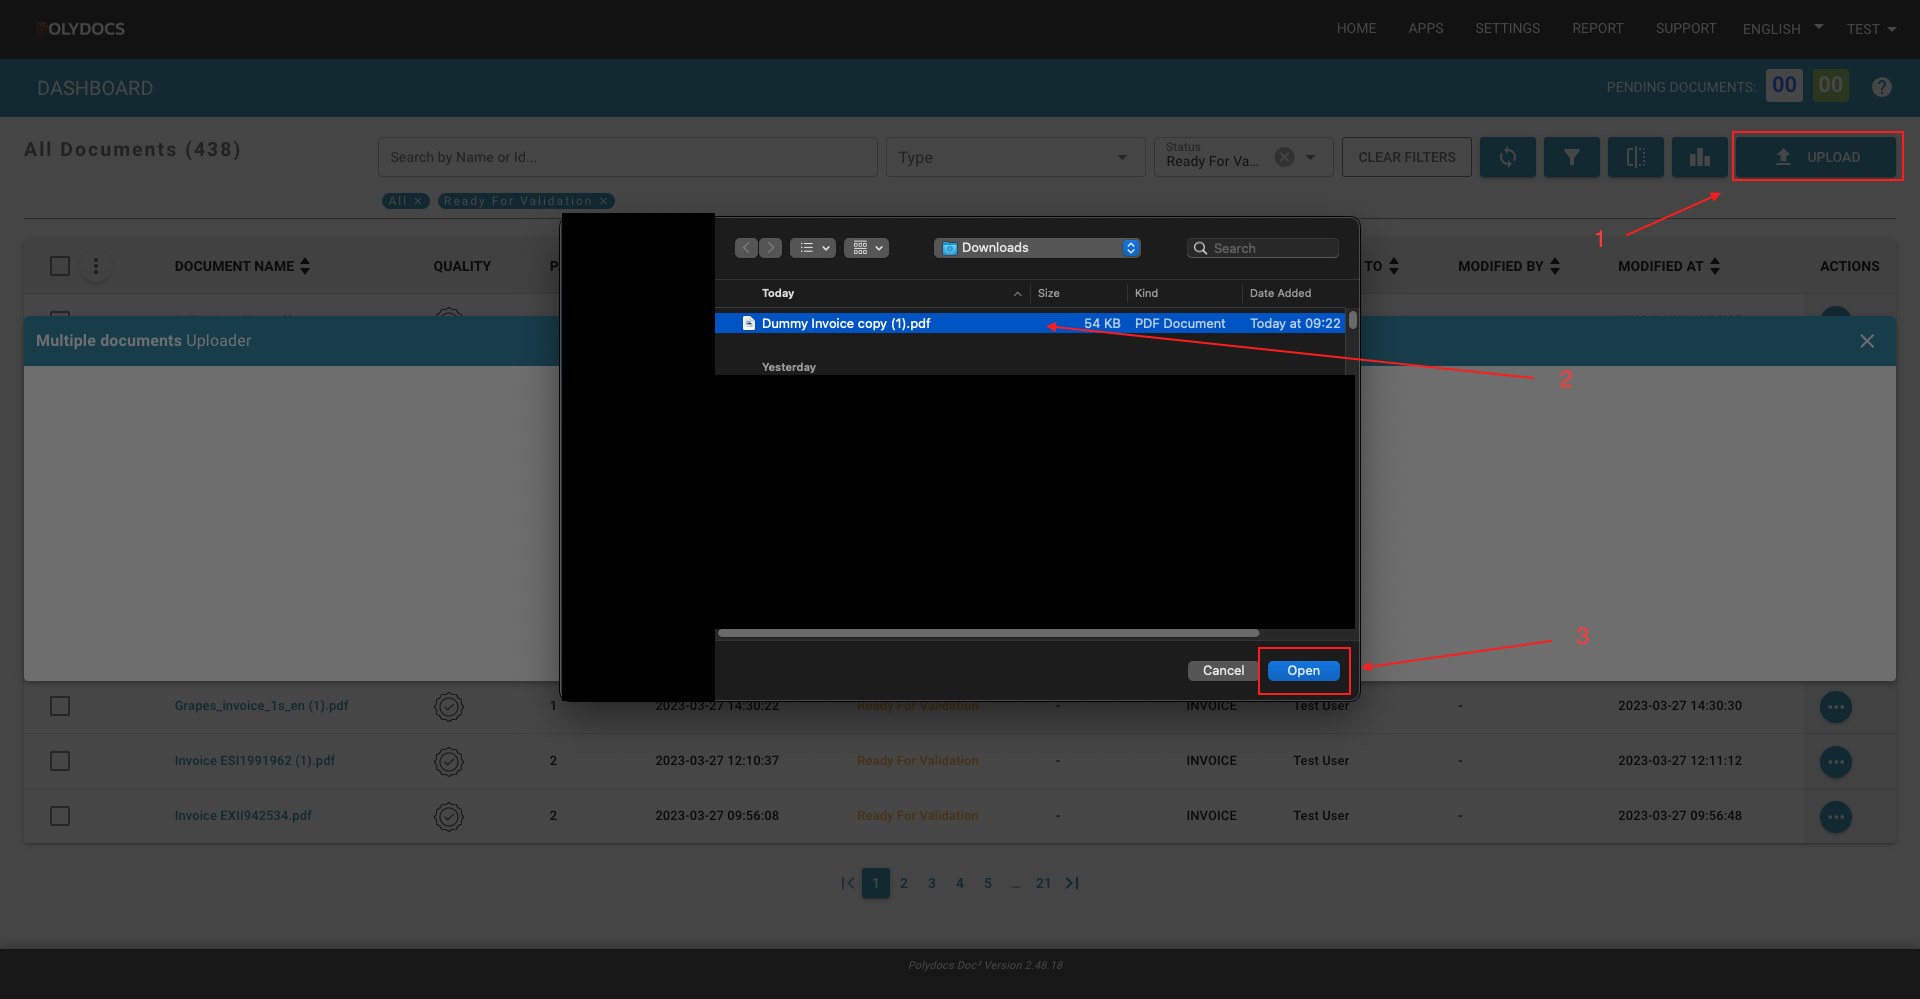 POLYDOCS
HOME APPS SETTINGS REPORT SUPPORT ENGLISH TEST
DASHBOARD
PENDING DOCUMENTS: 00 00 ?
All Documents (438)
Search by Name or Id...
Type
Status
Ready For Va...
CLEAR FILTERS
UPLOAD
All ×
Ready For Validation ×
1
DOCUMENT NAME QUALITY TO MODIFIED BY MODIFIED AT ACTIONS
Downloads
Search
Today Size Kind Date Added
Dummy Invoice copy (1).pdf 54 KB PDF Document Today at 09:22
Yesterday
2
Multiple documents Uploader
3
Cancel Open
Grapes_invoice_1s_en (1).pdf 1 2023-03-27 14:30:22 Ready For Validation - INVOICE Test User - 2023-03-27 14:30:30
Invoice ESI1991962 (1).pdf 2 2023-03-27 12:10:37 Ready For Validation - INVOICE Test User - 2023-03-27 12:11:12
Invoice EXII942534.pdf 2 2023-03-27 09:56:08 Ready For Validation - INVOICE Test User - 2023-03-27 09:56:48
1 2 3 4 5 ... 21
Polydocs Doc² Version 2.48.18